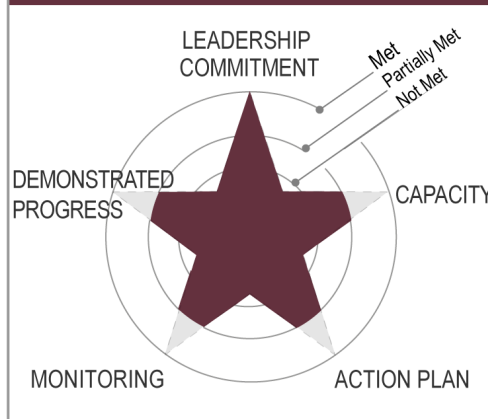 LEADERSHIP
COMMITMENT
Met
Partially Met
Not Met
DEMONSTRATED
PROGRESS
CAPACITY
MONITORING
ACTION PLAN